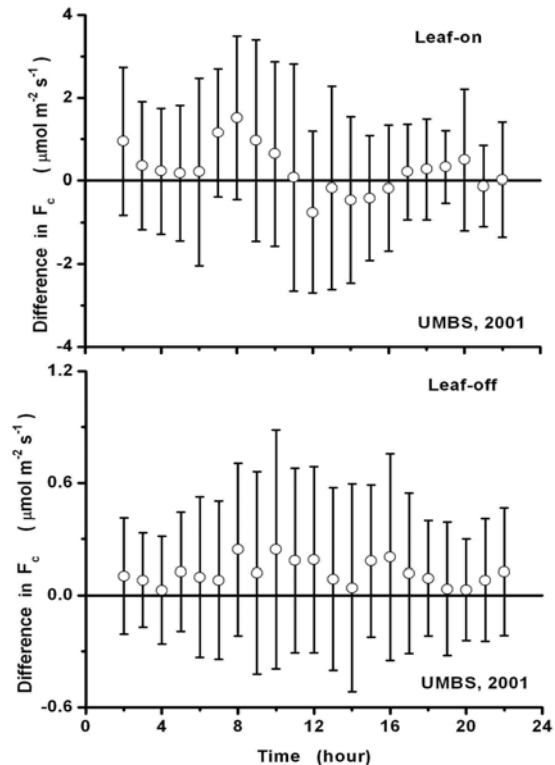 4
Leaf-on
2
0
-2
-4
Difference in Fc ( μmol m-2 s-1 )
UMBS, 2001
1.2
Leaf-off
0.6
0.0
-0.6
Difference in Fc ( μmol m-2 s-1 )
UMBS, 2001
0 4 8 12 16 20 24
Time (hour)